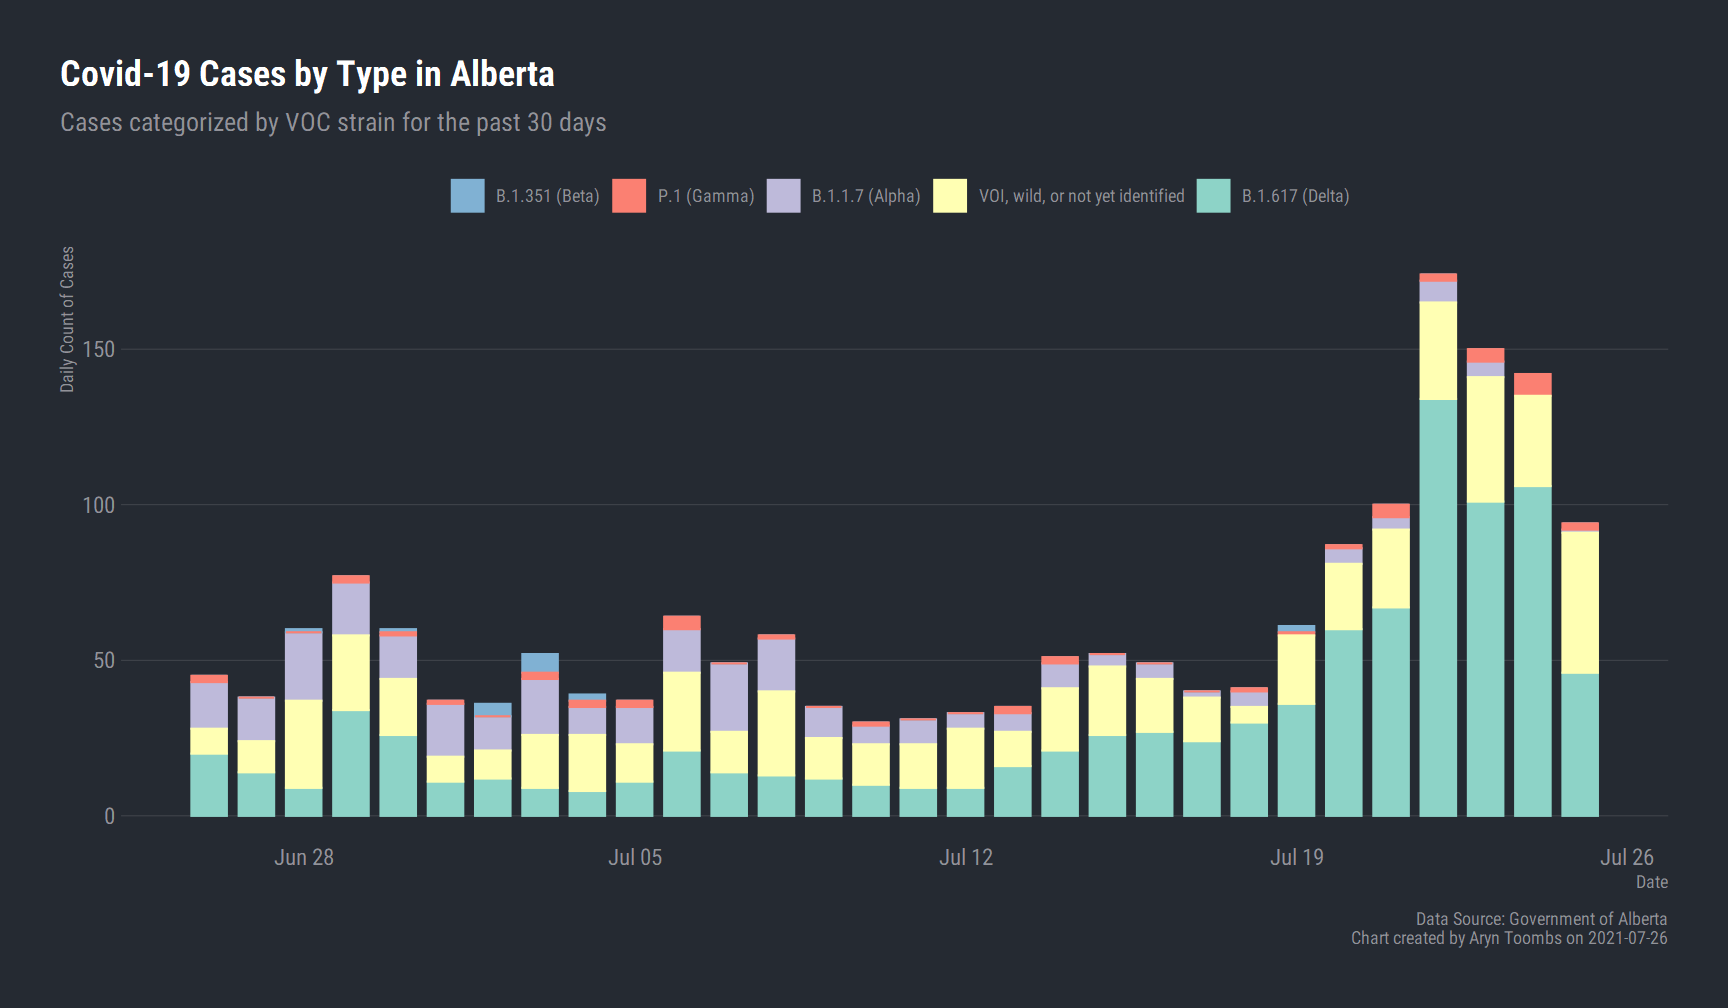 Covid-19 Cases by Type in Alberta
Cases categorized by VOC strain for the past 30 days
B.1.351 (Beta) P.1 (Gamma) B.1.1.7 (Alpha) VOI, wild, or not yet identified B.1.617 (Delta)
Daily Count of Cases
150
100
50
0
Jun 28 Jul 05 Jul 12 Jul 19 Jul 26
Date
Data Source: Government of Alberta
Chart created by Aryn Toombs on 2021-07-26